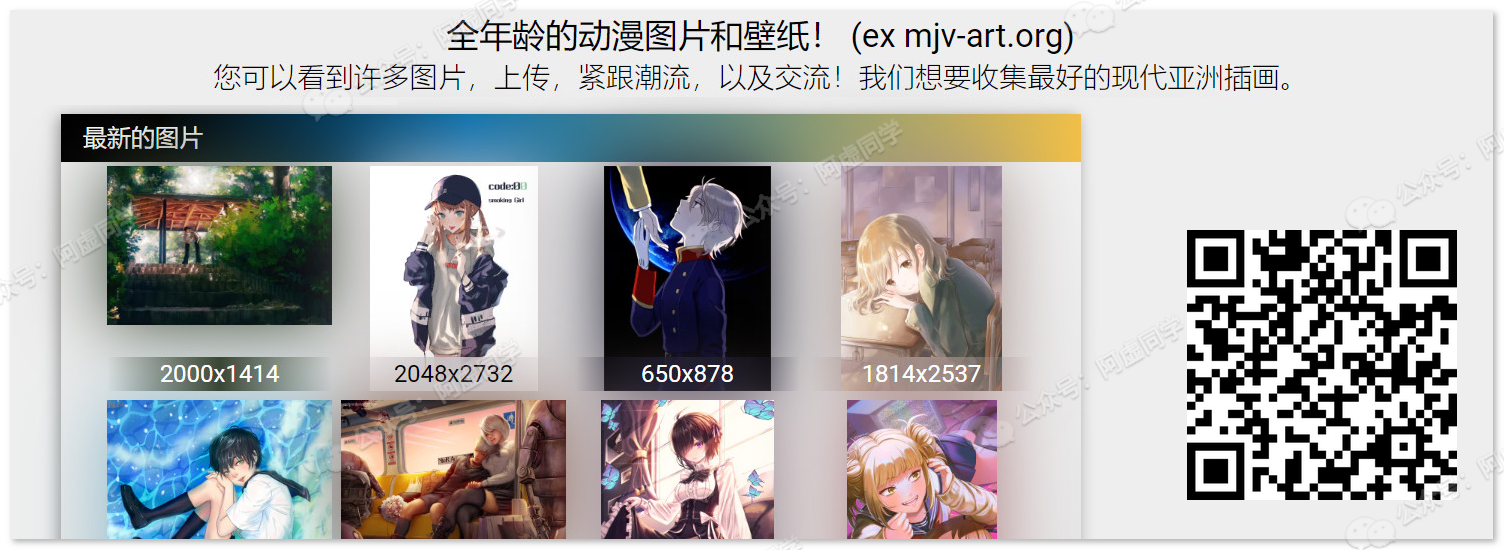 全年龄的动漫图片和壁纸！ (ex mjv-art.org)
您可以看到许多图片，上传，紧跟潮流，以及交流！我们想要收集最好的现代亚洲插画。
最新的图片
code:00
smoking Girl
2000x1414
2048x2732
650x878
1814x2537
公众号：阿虚同学